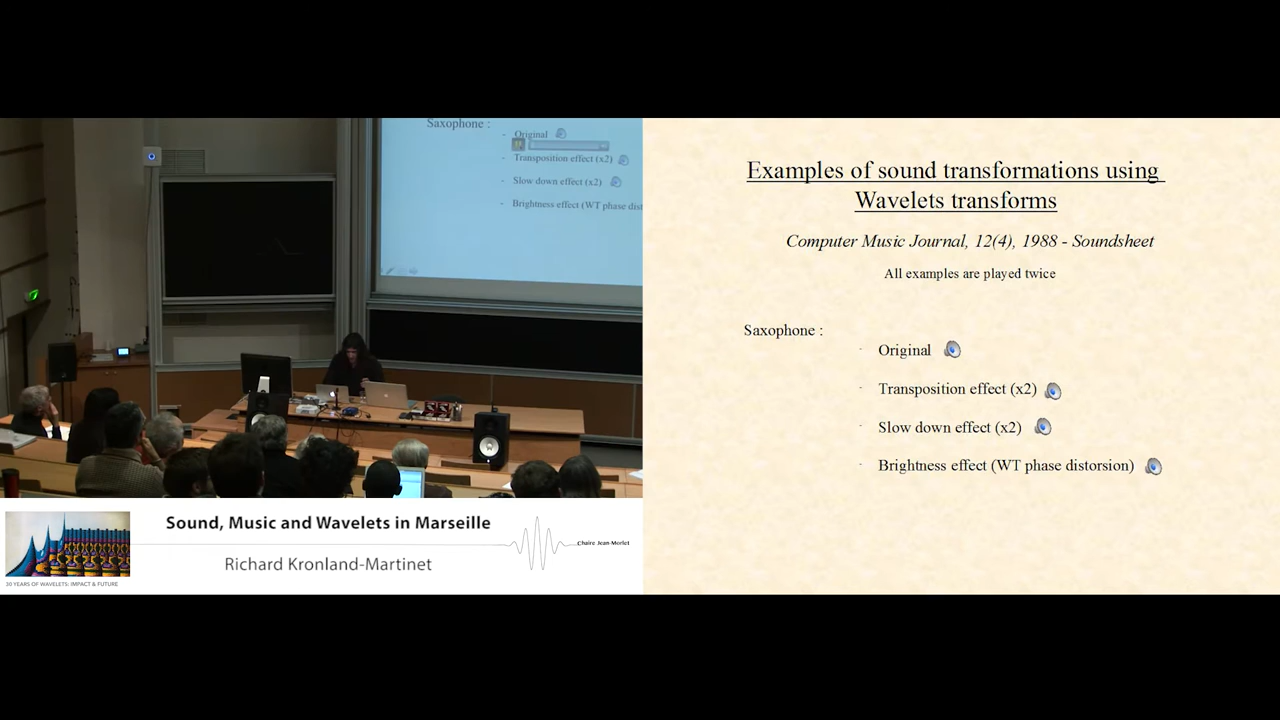 Saxophone :
- Original
- Transposition effect (x2)
- Slow down effect (x2)
- Brightness effect (WT phase dist
Sound, Music and Wavelets in Marseille
Chaire Jean-Morlet
Richard Kronland-Martinet
30 YEARS OF WAVELETS: IMPACT & FUTURE
Examples of sound transformations using
Wavelets transforms
Computer Music Journal, 12(4), 1988 - Soundsheet
All examples are played twice
Saxophone :
- Original
- Transposition effect (x2)
- Slow down effect (x2)
- Brightness effect (WT phase distorsion)